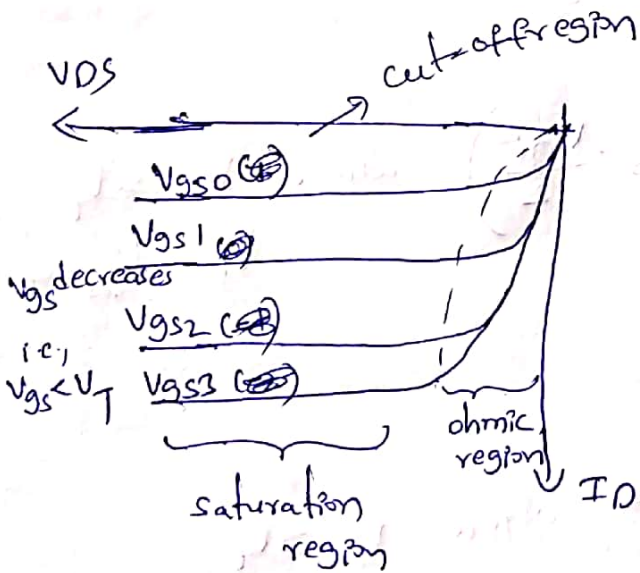 cut-off region
VDS
Vgs0
Vgs1
Vgs decreases
Vgs2
i.e.,
Vgs < VT
Vgs3
ohmic
region
ID
saturation
region